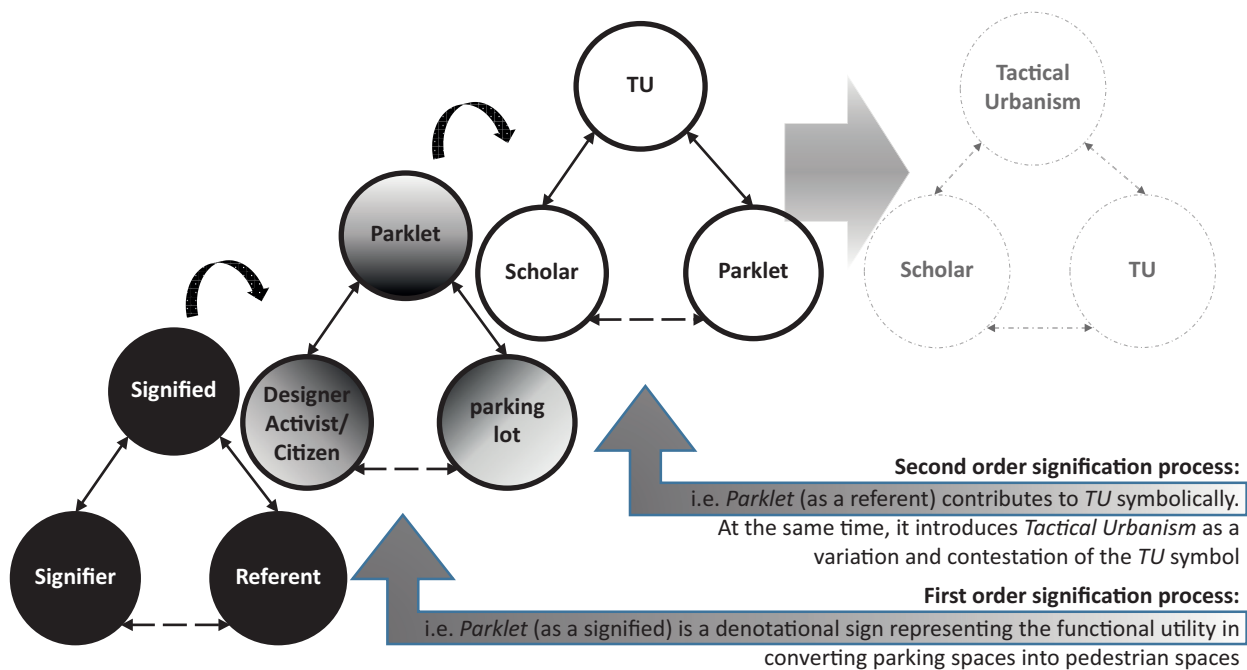 TU
Tactical
Urbanism
Parklet
Scholar
Parklet
Scholar
TU
Signified
Designer
Activist/
Citizen
parking
lot
Second order signification process:
i.e. Parklet (as a referent) contributes to TU symbolically.
At the same time, it introduces Tactical Urbanism as a
variation and contestation of the TU symbol
Signifier
Referent
First order signification process:
i.e. Parklet (as a signified) is a denotational sign representing the functional utility in
converting parking spaces into pedestrian spaces